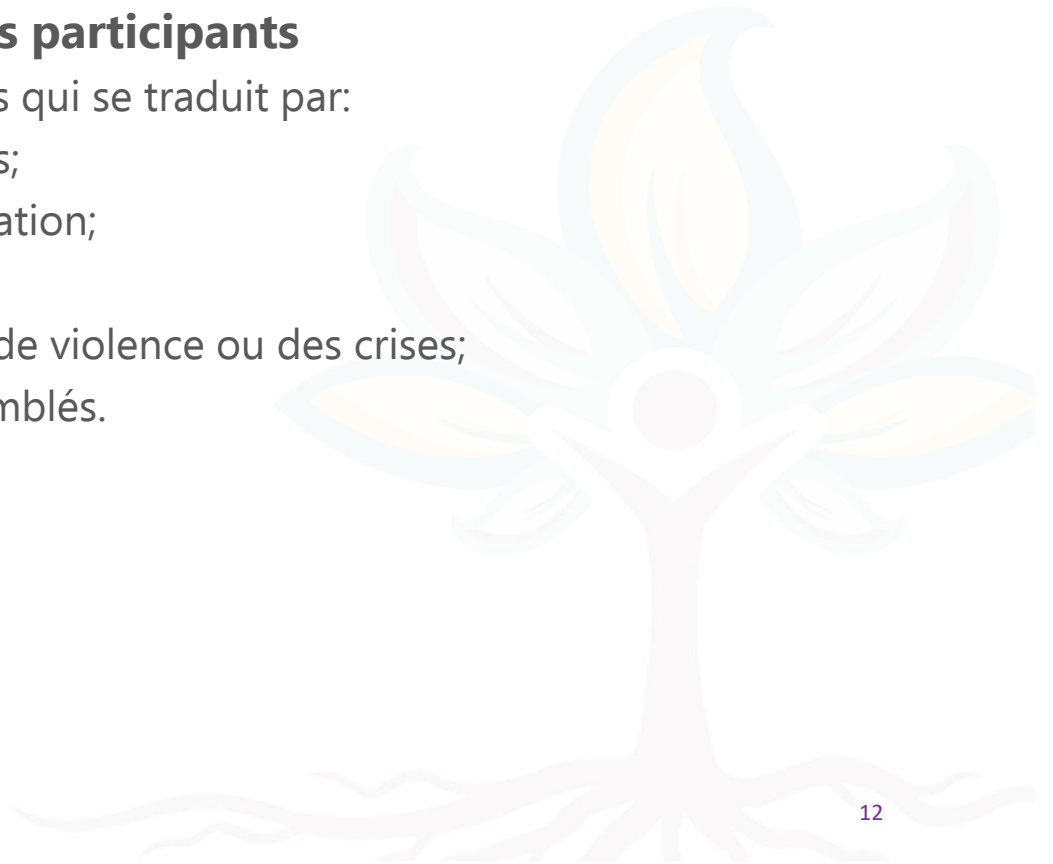 s participants
s qui se traduit par:
s;
ation;
de violence ou des crises;
mblés.
12